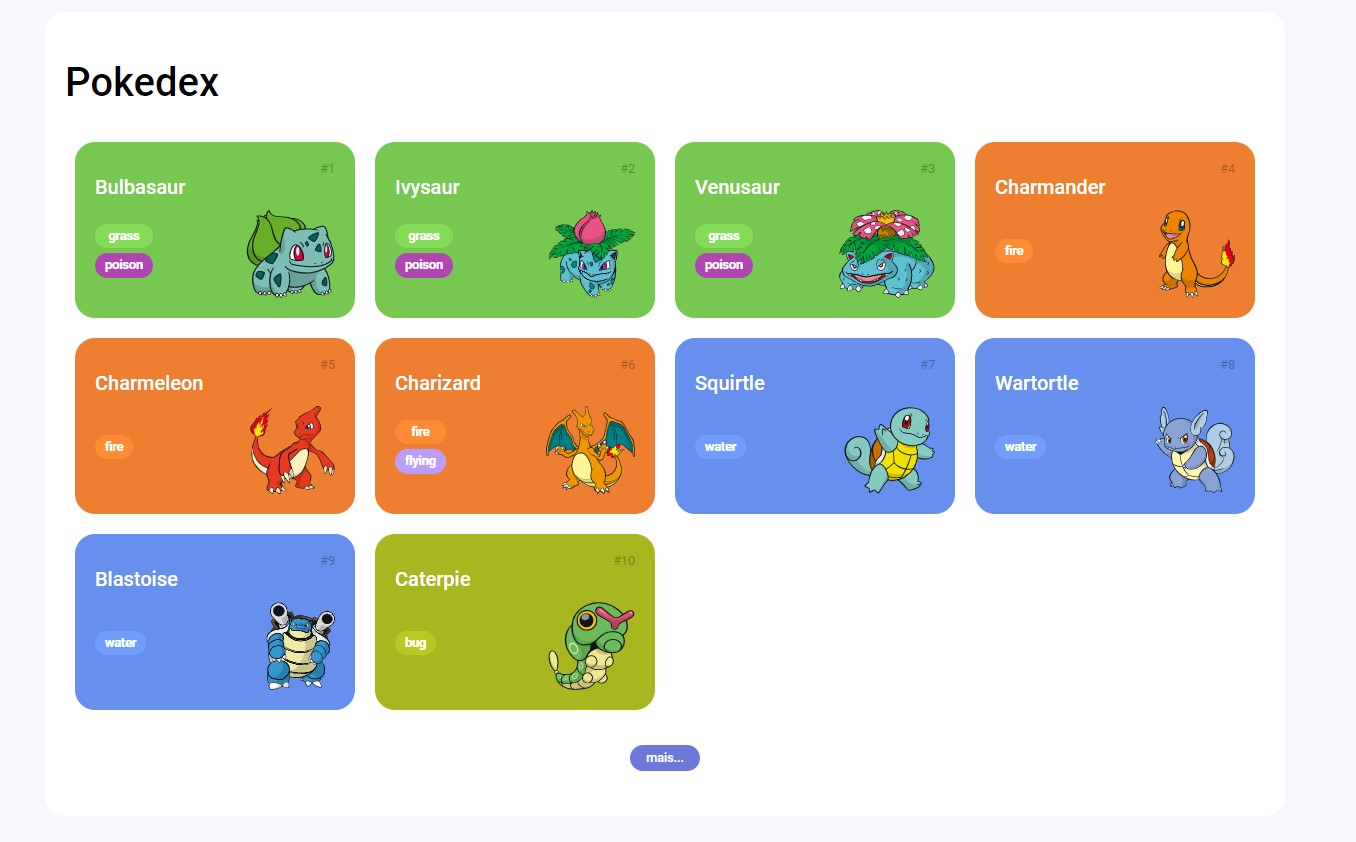 Pokedex
#1
Bulbasaur
grass
poison
#2
Ivysaur
grass
poison
#3
Venusaur
grass
poison
#4
Charmander
fire
#5
Charmeleon
fire
#6
Charizard
fire
flying
#7
Squirtle
water
#8
Wartortle
water
#9
Blastoise
water
#10
Caterpie
bug
mais...